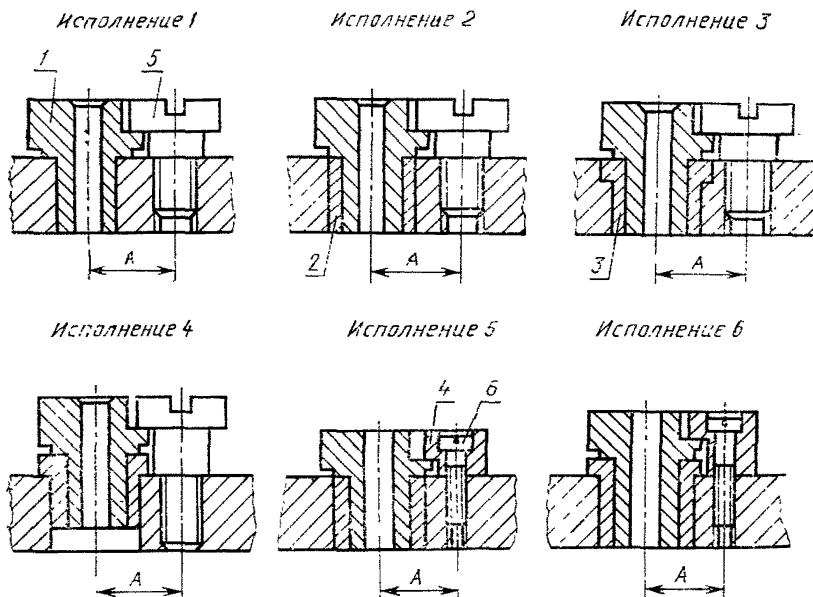 Исполнение 1
Исполнение 2
Исполнение 3
1
5
2
3
А
А
А
Исполнение 4
Исполнение 5
Исполнение 6
4
6
А
А
А